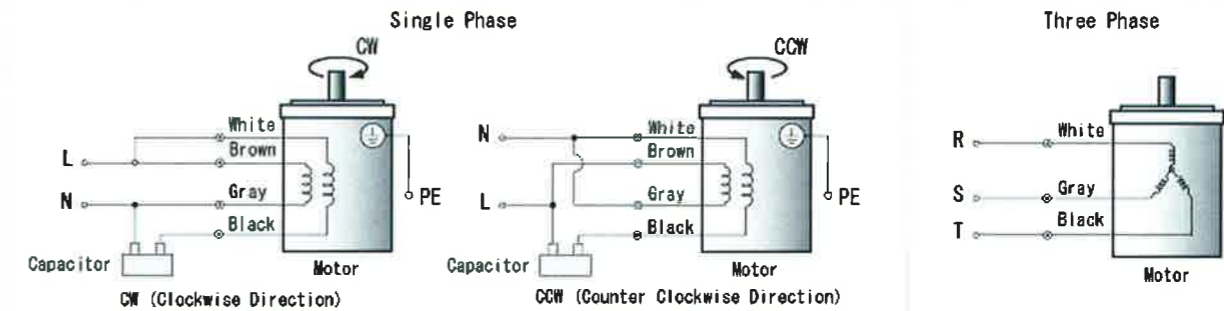 Single Phase
CW
White
L
Brown
N
Gray
Black
PE
Capacitor
Motor
CW (Clockwise Direction)
CCW
N
White
Brown
L
Gray
Black
PE
Capacitor
Motor
CCW (Counter Clockwise Direction)
Three Phase
R
White
S
Gray
T
Black
Motor